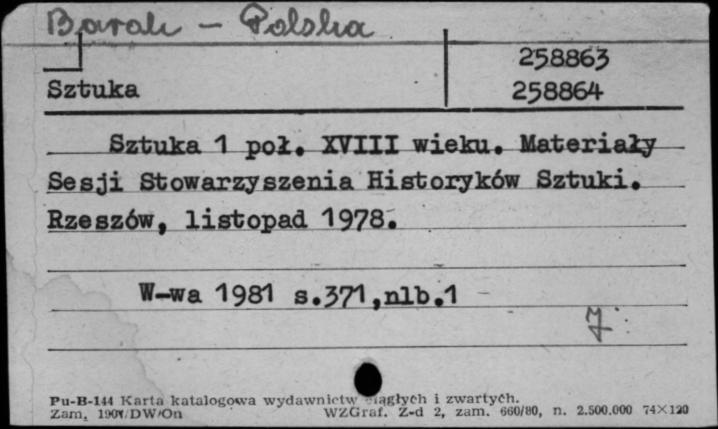 Barok – Polska
258863
Sztuka 258864
Sztuka 1 poł. XVIII wieku. Materiały
Sesji Stowarzyszenia Historyków Sztuki.
Rzeszów, listopad 1978.
W-wa 1981 s.371,nlb.1
Pu-B-144 Karta katalogowa wydawnictw ciągłych i zwartych.
Zam. DW/On WZGraf. Z-d 2, zam. 660/80, n. 2.500.000 74×120